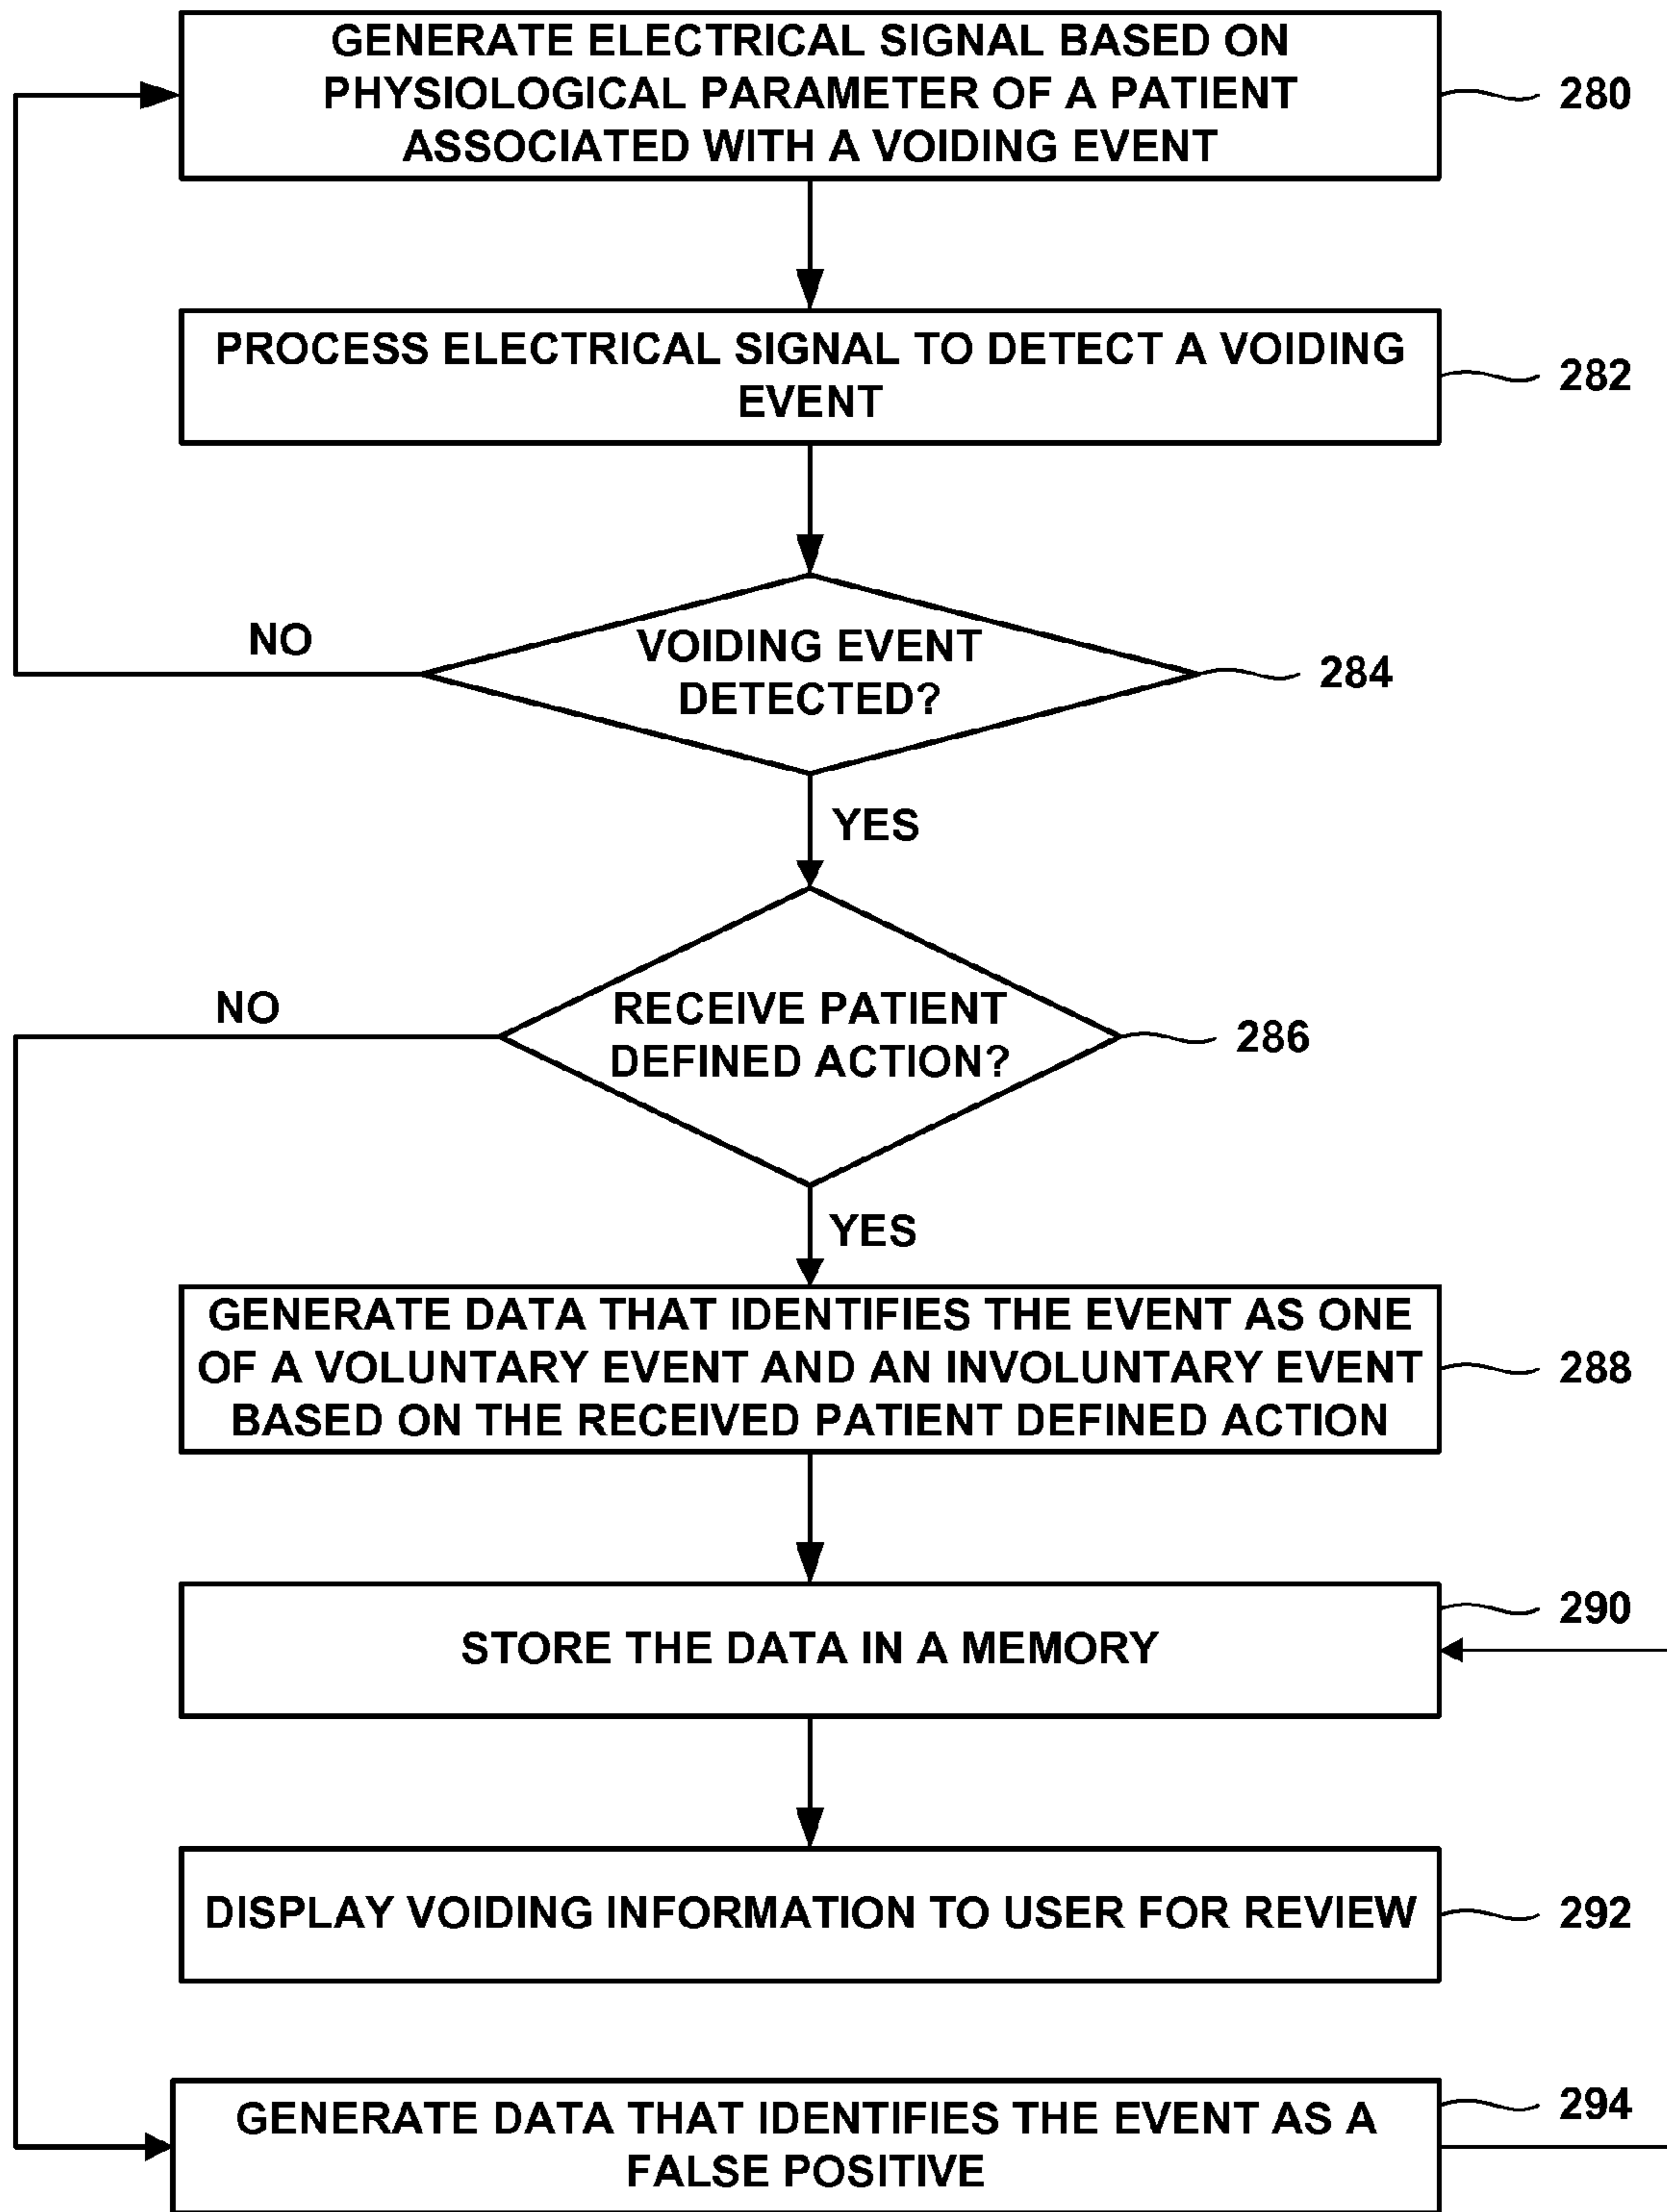 GENERATE ELECTRICAL SIGNAL BASED ON
PHYSIOLOGICAL PARAMETER OF A PATIENT
ASSOCIATED WITH A VOIDING EVENT
280
PROCESS ELECTRICAL SIGNAL TO DETECT A VOIDING
EVENT
282
NO
VOIDING EVENT
DETECTED?
284
YES
NO
RECEIVE PATIENT
DEFINED ACTION?
286
YES
GENERATE DATA THAT IDENTIFIES THE EVENT AS ONE
OF A VOLUNTARY EVENT AND AN INVOLUNTARY EVENT
BASED ON THE RECEIVED PATIENT DEFINED ACTION
288
STORE THE DATA IN A MEMORY
290
DISPLAY VOIDING INFORMATION TO USER FOR REVIEW
292
GENERATE DATA THAT IDENTIFIES THE EVENT AS A
FALSE POSITIVE
294